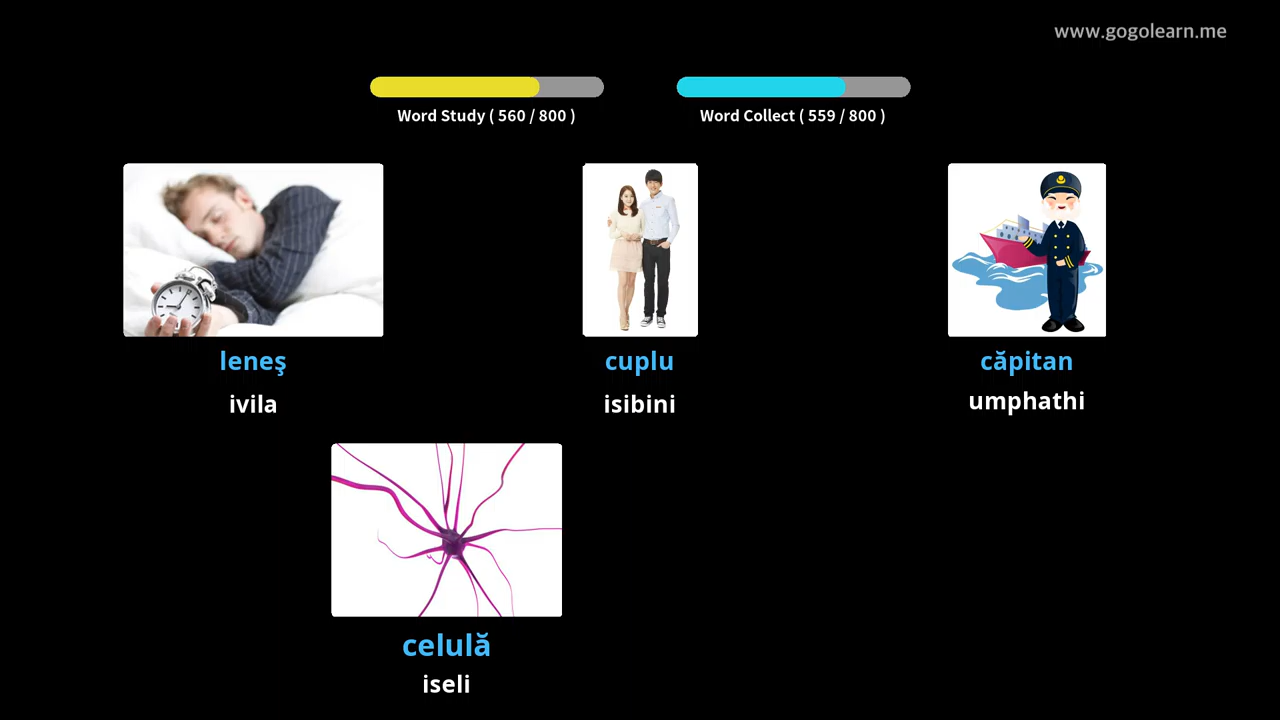 www.gogolearn.me
Word Study ( 560 / 800 )
Word Collect ( 559 / 800 )
leneş
cuplu
căpitan
ivila
isibini
umphathi
celulă
iseli